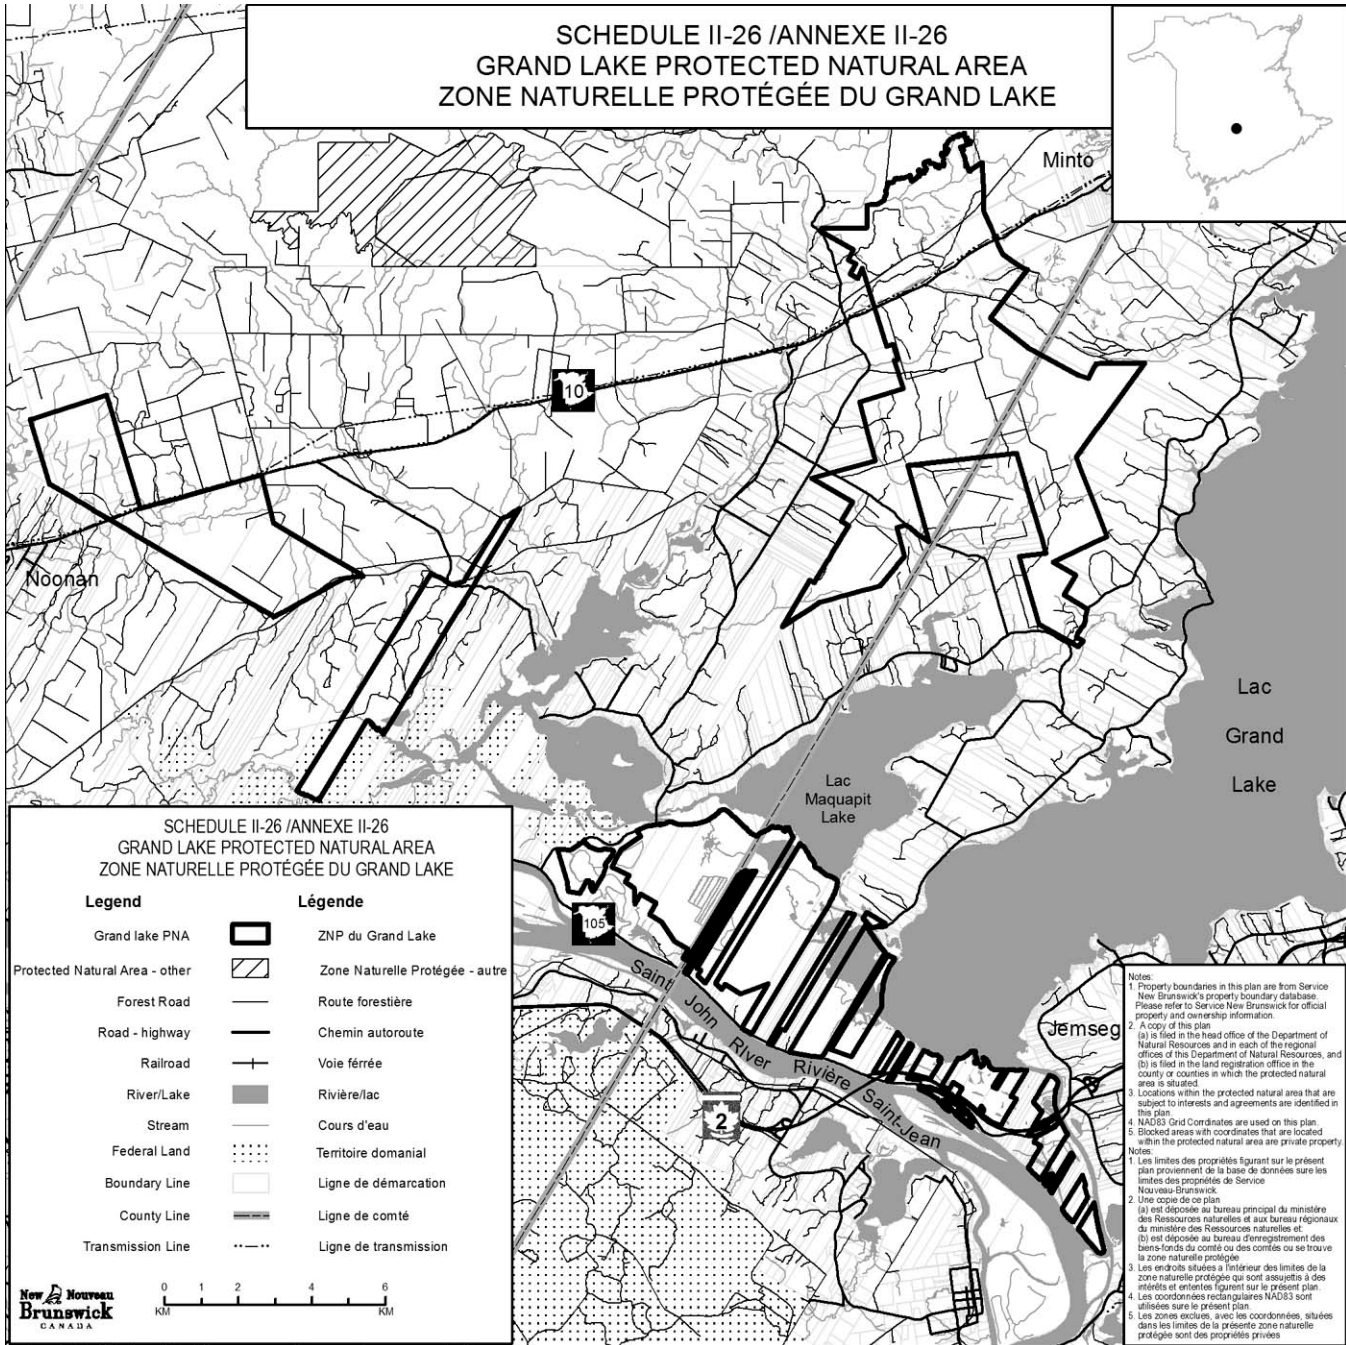 SCHEDULE II-26 /ANNEXE II-26
GRAND LAKE PROTECTED NATURAL AREA
ZONE NATURELLE PROTÉGÉE DU GRAND LAKE
Minto
10
Noonan
Lac
Grand
Lake
Lac
Maquapit
Lake
105
Saint John River Rivière Saint-Jean
Jemseg
2
SCHEDULE II-26 /ANNEXE II-26
GRAND LAKE PROTECTED NATURAL AREA
ZONE NATURELLE PROTÉGÉE DU GRAND LAKE
Legend Légende
Grand lake PNA ZNP du Grand Lake
Protected Natural Area - other Zone Naturelle Protégée - autre
Forest Road Route forestière
Road - highway Chemin autoroute
Railroad Voie férrée
River/Lake Rivière/lac
Stream Cours d'eau
Federal Land Territoire domanial
Boundary Line Ligne de démarcation
County Line Ligne de comté
Transmission Line Ligne de transmission
New Nouveau
Brunswick
CANADA
0 1 2 4 6
KM KM
Notes:
1. Property boundaries in this plan are from Service
New Brunswick's property boundary database.
Please refer to Service New Brunswick for official
property and ownership information.
2. A copy of this plan
(a) is filed in the head office of the Department of
Natural Resources and in each of the regional
offices of this Department of Natural Resources, and
(b) is filed in the land registration office in the
county or counties in which the protected natural
area is situated.
3. Locations within the protected natural area that are
subject to interests and agreements are identified in
this plan.
4. NAD83 Grid Corrdinates are used on this plan.
5. Blocked areas with coordinates that are located
within the protected natural area are private property.
Notes:
1. Les limites des propriétés figurant sur le présent
plan proviennent de la base de données sure les
limites des propriétés de Service
Nouveau-Brunswick.
2. Une copie de ce plan
(a) est déposée au bureau principal du ministère
des Ressources naturelles et aux bureau régionaux
du ministère des Ressources naturelles et:
(b) est déposée au bureau d'enregistrement des
biens-fonds du comté ou des comtés ou se trouve
la zone naturelle protégée
3. Les endroits situées a l'intérieur des limites de la
zone naturelle protégée qui sont assujettis à des
intérêts et ententes figurent sur le présent plan.
4. Les coordonnées rectangulaires NAD83 sont
utilisées sure le présent plan.
5. Les zones exclues, avec les coordonnées, situées
dans les limites de la présente zone naturelle
protégée sont des propriétés privées